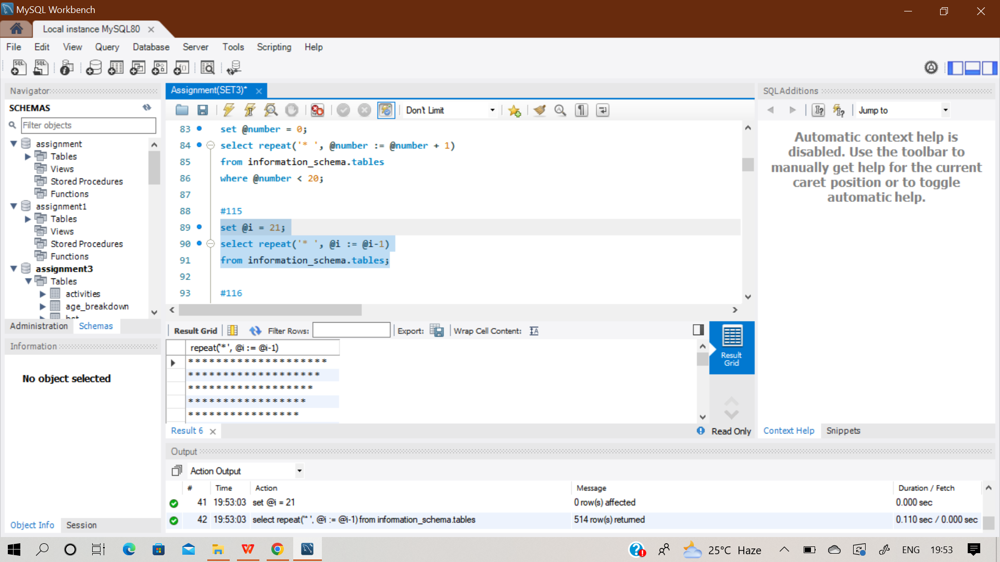 MySQL Workbench
Local instance MySQL80
File Edit View Query Database Server Tools Scripting Help
Navigator
SCHEMAS
Filter objects
assignment
Tables
Views
Stored Procedures
Functions
assignment1
Tables
Views
Stored Procedures
Functions
assignment3
Tables
activities
age_breakdown
Administration Schemas
Information
No object selected
Object Info Session
Assignment(SET3)*
Don't Limit
83 set @number = 0;
84 select repeat('* ', @number := @number + 1)
85 from information_schema.tables
86 where @number < 20;
87
88 #115
89 set @i = 21;
90 select repeat('* ', @i := @i-1)
91 from information_schema.tables;
92
93 #116
Result Grid Filter Rows: Export: Wrap Cell Content:
repeat('* ', @i := @i-1)
* * * * * * * * * * * * * * * * * * * *
* * * * * * * * * * * * * * * * * * *
* * * * * * * * * * * * * * * * * *
* * * * * * * * * * * * * * * * *
* * * * * * * * * * * * * * * *
Result Grid
Result 6
Read Only
SQLAdditions
Jump to
Automatic context help is
disabled. Use the toolbar to
manually get help for the current
caret position or to toggle
automatic help.
Context Help Snippets
Output
Action Output
# Time Action Message Duration / Fetch
41 19:53:03 set @i = 21 0 row(s) affected 0.000 sec
42 19:53:03 select repeat('* ', @i := @i-1) from information_schema.tables 514 row(s) returned 0.110 sec / 0.000 sec
25°C Haze
ENG
19:53